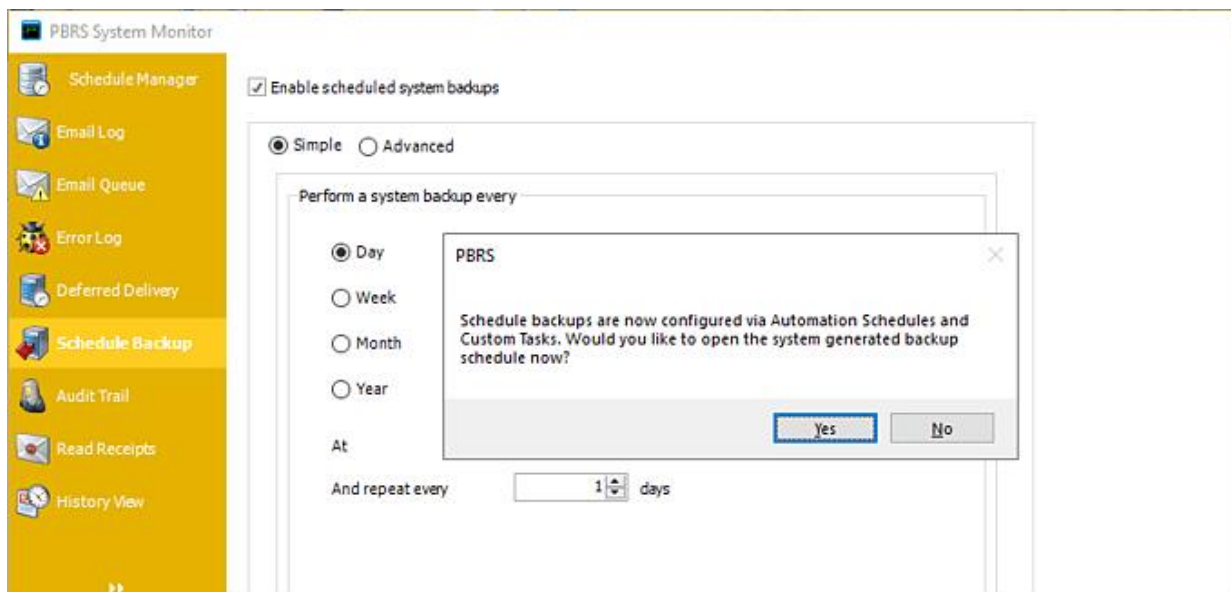 PBRS System Monitor
Schedule Manager
Email Log
Email Queue
Error Log
Deferred Delivery
Schedule Backup
Audit Trail
Read Receipts
History View
Enable scheduled system backups
Simple
Advanced
Perform a system backup every
Day
Week
Month
Year
At
And repeat every
1
days
PBRS
Schedule backups are now configured via Automation Schedules and
Custom Tasks. Would you like to open the system generated backup
schedule now?
Yes
No